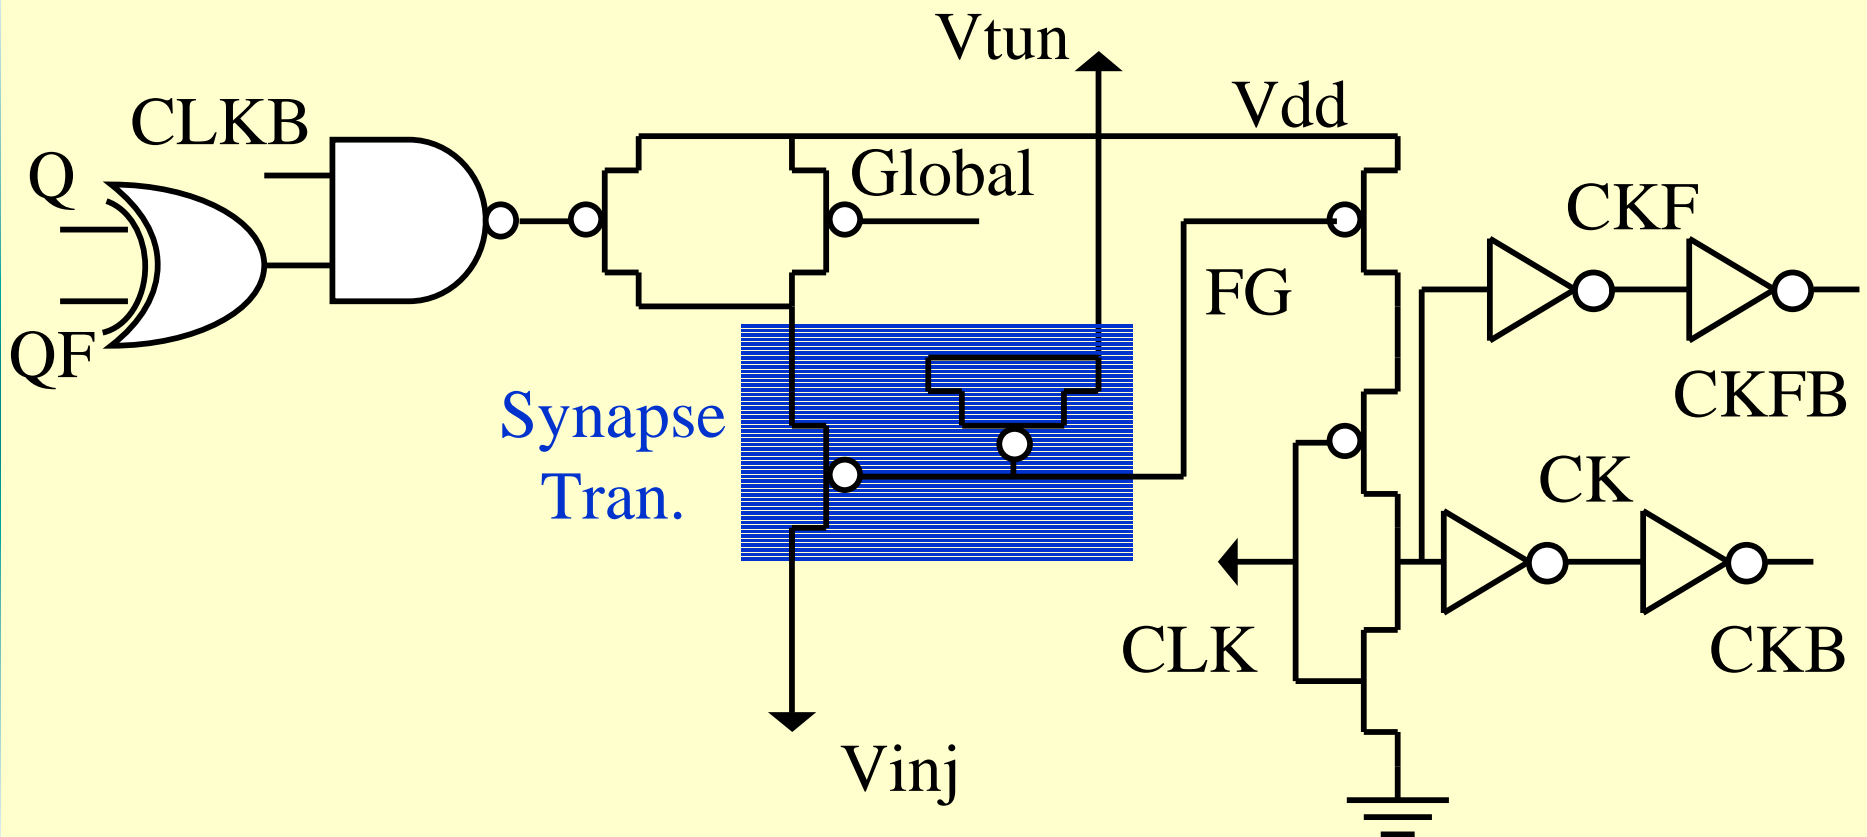 Vtun
Vdd
CLKB
Q
Global
CKF
FG
QF
CKFB
Synapse
Tran.
CK
CLK
CKB
Vinj